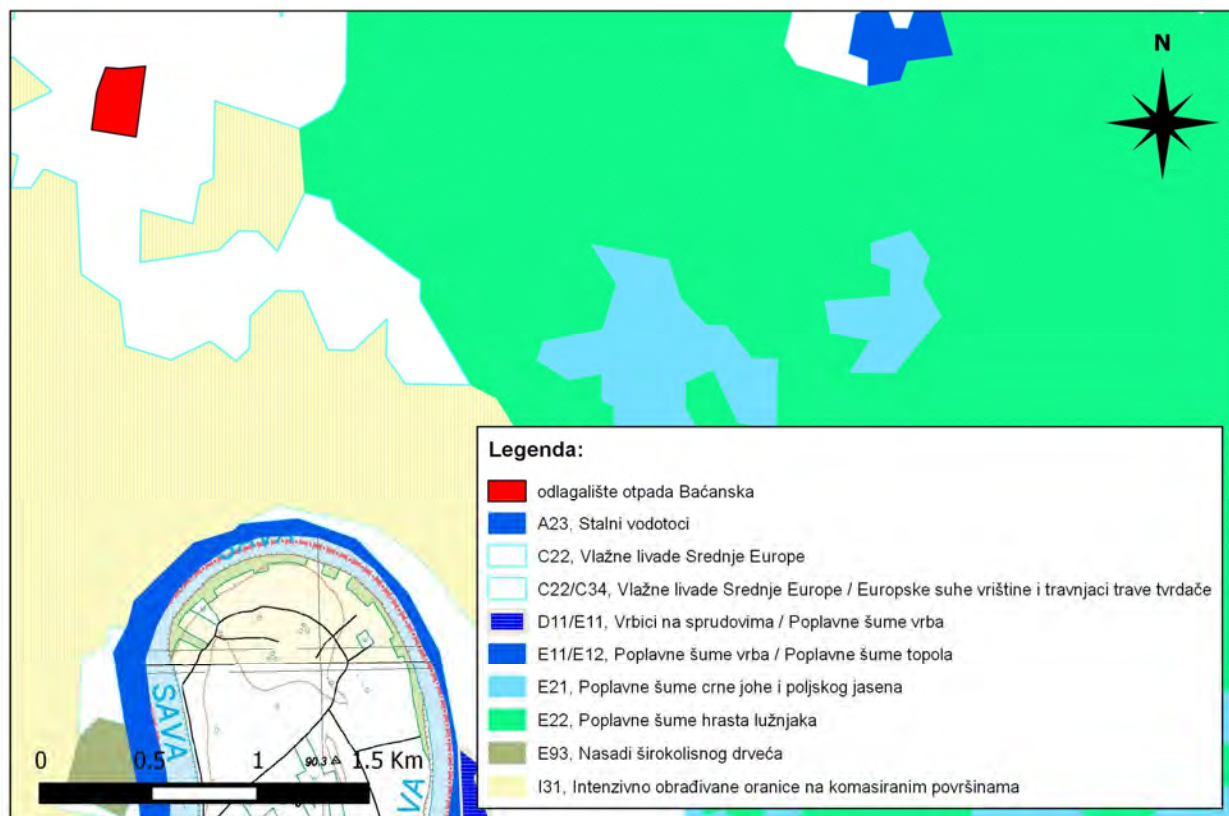 N
Legenda:
odlagalište otpada Baćanska
A23, Stalni vodotoci
C22, Vlažne livade Srednje Europe
C22/C34, Vlažne livade Srednje Europe / Europske suhe vrištine i travnjaci trave tvrdače
D11/E11, Vrbici na sprudovima / Poplavne šume vrba
E11/E12, Poplavne šume vrba / Poplavne šume topola
E21, Poplavne šume crne johe i poljskog jasena
E22, Poplavne šume hrasta lužnjaka
E93, Nasadi širokolisnog drveća
I31, Intenzivno obrađivane oranice na komasiranim površinama
SAVA
VA
90.3
0 0.5 1 1.5 Km